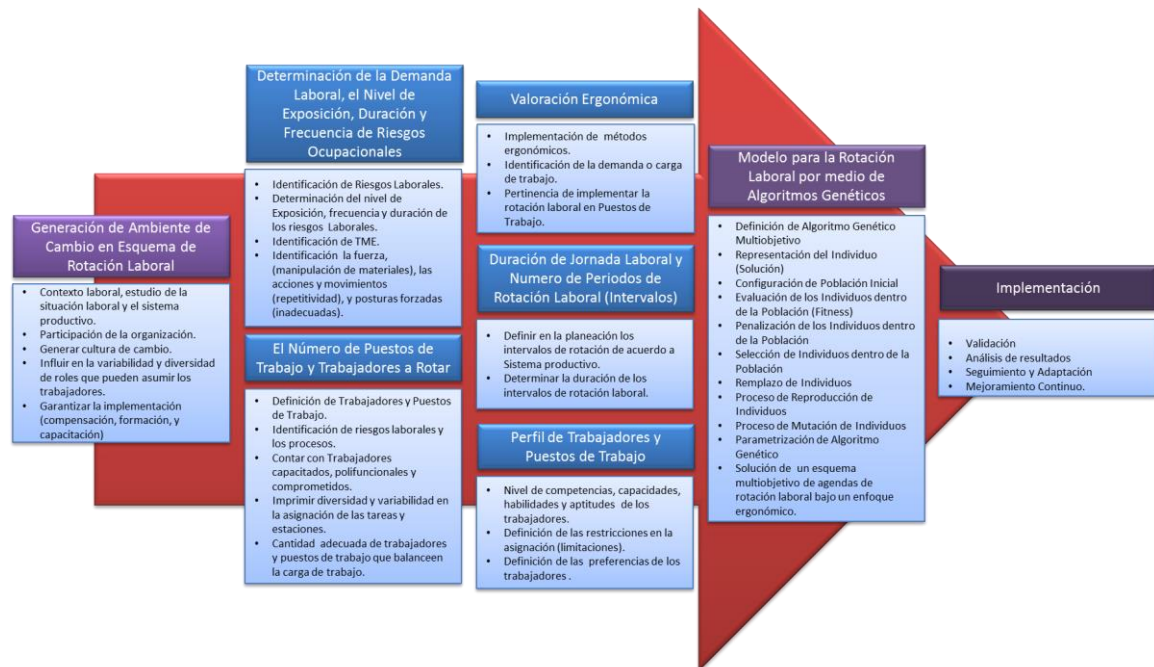 Generación de Ambiente de
Cambio en Esquema de
Rotación Laboral
• Contexto laboral, estudio de la
situación laboral y el sistema
productivo.
• Participación de la organización.
• Generar cultura de cambio.
• Influir en la variabilidad y diversidad
de roles que pueden asumir los
trabajadores.
• Garantizar la implementación
(compensación, formación, y
capacitación)
Determinación de la Demanda
Laboral, el Nivel de
Exposición, Duración y
Frecuencia de Riesgos
Ocupacionales
• Identificación de Riesgos Laborales.
• Determinación del nivel de
Exposición, frecuencia y duración de
los riesgos Laborales.
• Identificación de TME.
• Identificación la fuerza,
(manipulación de materiales), las
acciones y movimientos
(repetitividad), y posturas forzadas
(inadecuadas).
El Número de Puestos de
Trabajo y Trabajadores a Rotar
• Definición de Trabajadores y Puestos
de Trabajo.
• Identificación de riesgos laborales y
los procesos.
• Contar con Trabajadores
capacitados, polifuncionales y
comprometidos.
• Imprimir diversidad y variabilidad en
la asignación de las tareas y
estaciones.
• Cantidad adecuada de trabajadores
y puestos de trabajo que balanceen
la carga de trabajo.
Valoración Ergonómica
• Implementación de métodos
ergonómicos.
• Identificación de la demanda o carga
de trabajo.
• Pertinencia de implementar la
rotación laboral en Puestos de
Trabajo.
Duración de Jornada Laboral y
Numero de Periodos de
Rotación Laboral (Intervalos)
• Definir en la planeación los
intervalos de rotación de acuerdo a
Sistema productivo.
• Determinar la duración de los
intervalos de rotación laboral.
Perfil de Trabajadores y
Puestos de Trabajo
• Nivel de competencias, capacidades,
habilidades y aptitudes de los
trabajadores.
• Definición de las restricciones en la
asignación (limitaciones).
• Definición de las preferencias de los
trabajadores .
Modelo para la Rotación
Laboral por medio de
Algoritmos Genéticos
• Definición de Algoritmo Genético
Multiobjetivo
• Representación del Individuo
(Solución)
• Configuración de Población Inicial
• Evaluación de los Individuos dentro
de la Población (Fitness)
• Penalización de los Individuos dentro
de la Población
• Selección de Individuos dentro de la
Población
• Remplazo de Individuos
• Proceso de Reproducción de
Individuos
• Proceso de Mutación de Individuos
• Parametrización de Algoritmo
Genético
• Solución de un esquema
multiobjetivo de agendas de
rotación laboral bajo un enfoque
ergonómico.
Implementación
• Validación
• Análisis de resultados
• Seguimiento y Adaptación
• Mejoramiento Continuo.